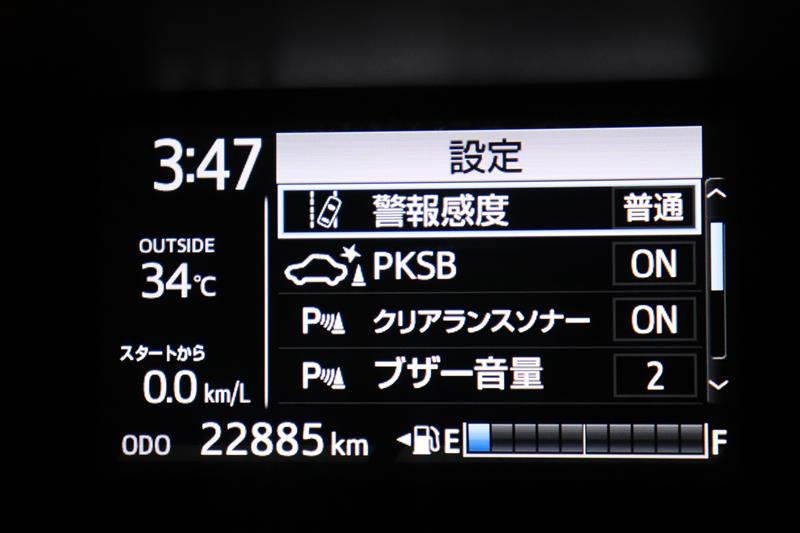 3:47
設定
警報感度 普通
OUTSIDE
34℃
PKSB ON
P クリアランスソナー ON
スタートから
0.0 km/L
P ブザー音量 2
ODO 22885 km E F